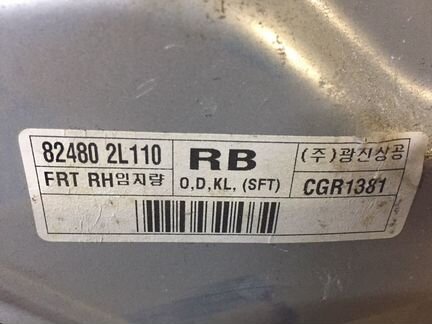 82480 2L110
RB
(주)광진상공
FRT RH임지량
O,D,KL, (SFT)
CGR1381